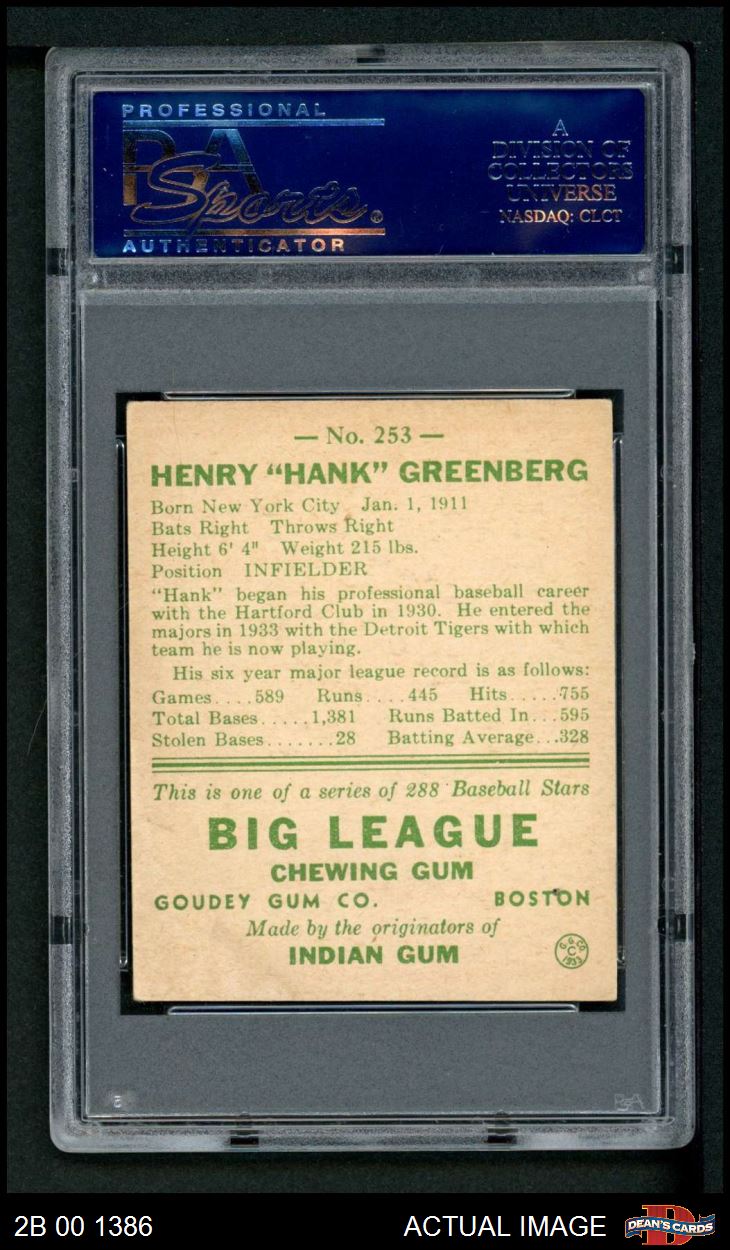 PROFESSIONAL
PSA
Sports®
AUTHENTICATOR
A
DIVISION OF
COLLECTORS
UNIVERSE
NASDAQ: CLCT
— No. 253 —
HENRY “HANK” GREENBERG
Born New York City Jan. 1, 1911
Bats Right Throws Right
Height 6' 4" Weight 215 lbs.
Position INFIELDER
“Hank” began his professional baseball career
with the Hartford Club in 1930. He entered the
majors in 1933 with the Detroit Tigers with which
team he is now playing.
His six year major league record is as follows:
Games....589 Runs....445 Hits.....755
Total Bases.....1,381 Runs Batted In...595
Stolen Bases.......28 Batting Average...328
This is one of a series of 288 Baseball Stars
BIG LEAGUE
CHEWING GUM
GOUDEY GUM CO. BOSTON
Made by the originators of
INDIAN GUM
G.G.CO.
C
1933
PSA
2B 00 1386
ACTUAL IMAGE
D
DEAN'S CARDS